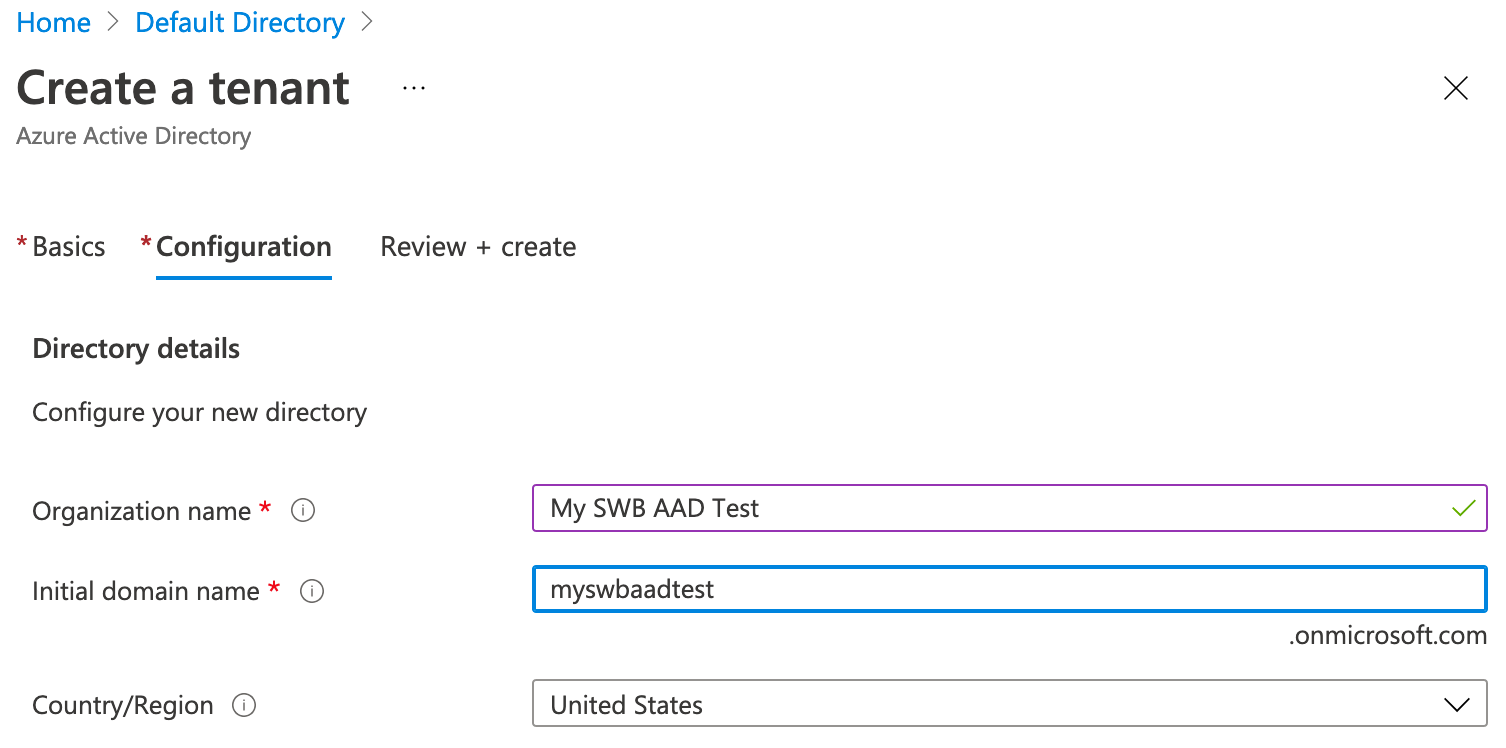 Home > Default Directory >
Create a tenant ...
Azure Active Directory
* Basics * Configuration Review + create
Directory details
Configure your new directory
Organization name * My SWB AAD Test
Initial domain name * myswbaadtest
.onmicrosoft.com
Country/Region United States